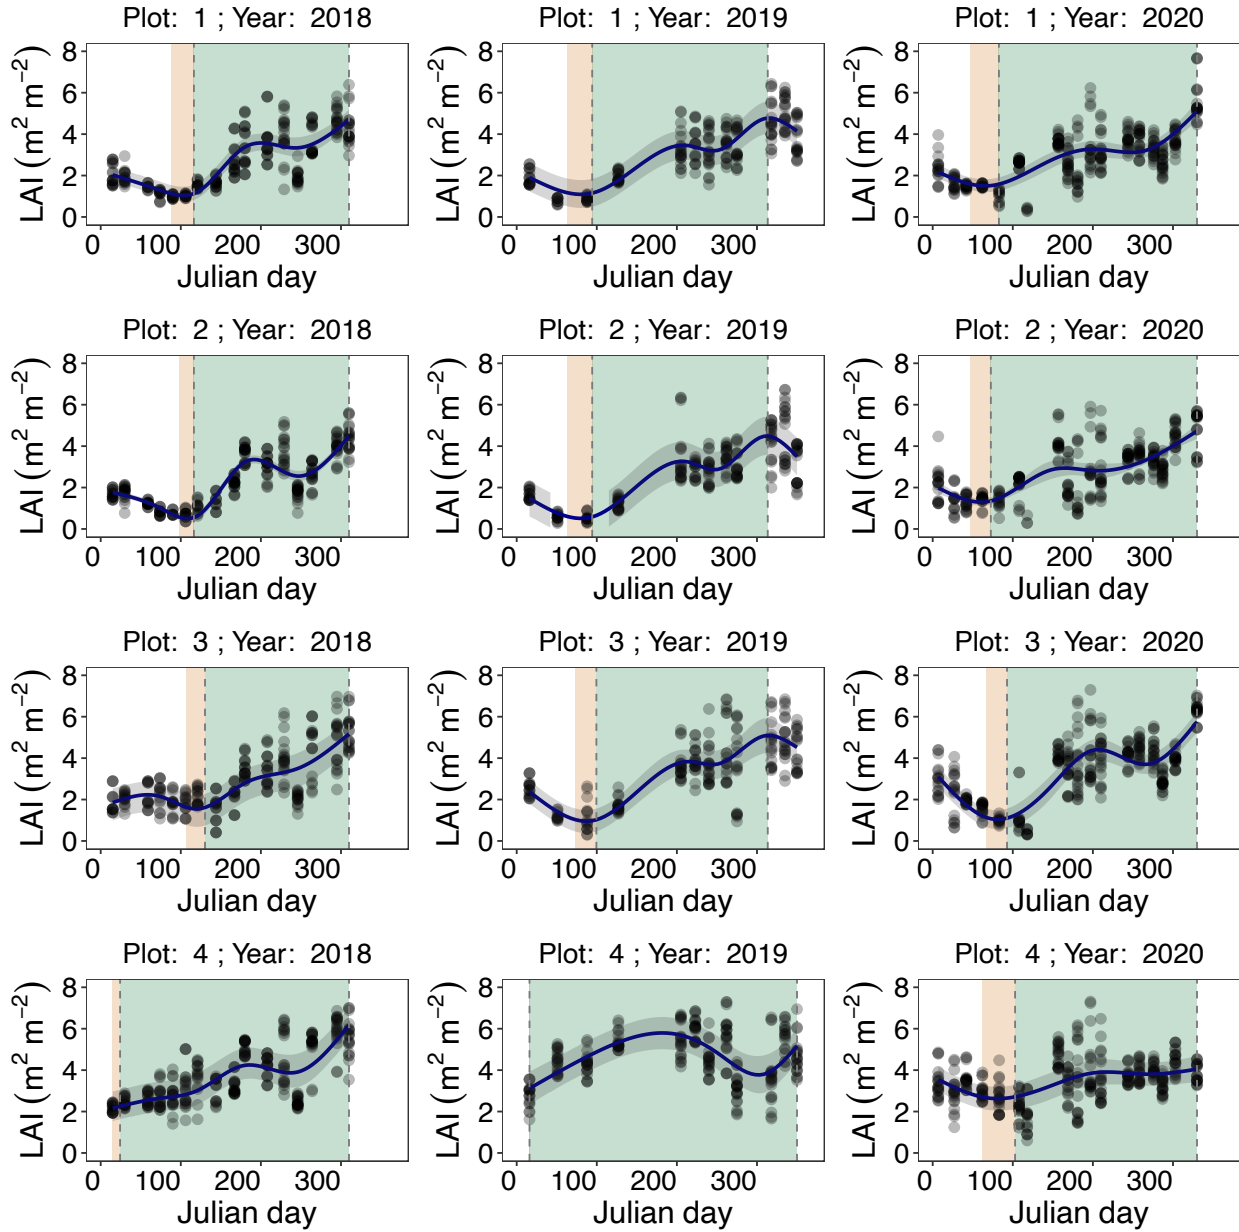 Plot: 1 ; Year: 2018
Plot: 1 ; Year: 2019
Plot: 1 ; Year: 2020
LAI (m² m⁻²)
8
6
4
2
0
0 100 200 300
Julian day
LAI (m² m⁻²)
8
6
4
2
0
0 100 200 300
Julian day
LAI (m² m⁻²)
8
6
4
2
0
0 100 200 300
Julian day
Plot: 2 ; Year: 2018
Plot: 2 ; Year: 2019
Plot: 2 ; Year: 2020
LAI (m² m⁻²)
8
6
4
2
0
0 100 200 300
Julian day
LAI (m² m⁻²)
8
6
4
2
0
0 100 200 300
Julian day
LAI (m² m⁻²)
8
6
4
2
0
0 100 200 300
Julian day
Plot: 3 ; Year: 2018
Plot: 3 ; Year: 2019
Plot: 3 ; Year: 2020
LAI (m² m⁻²)
8
6
4
2
0
0 100 200 300
Julian day
LAI (m² m⁻²)
8
6
4
2
0
0 100 200 300
Julian day
LAI (m² m⁻²)
8
6
4
2
0
0 100 200 300
Julian day
Plot: 4 ; Year: 2018
Plot: 4 ; Year: 2019
Plot: 4 ; Year: 2020
LAI (m² m⁻²)
8
6
4
2
0
0 100 200 300
Julian day
LAI (m² m⁻²)
8
6
4
2
0
0 100 200 300
Julian day
LAI (m² m⁻²)
8
6
4
2
0
0 100 200 300
Julian day